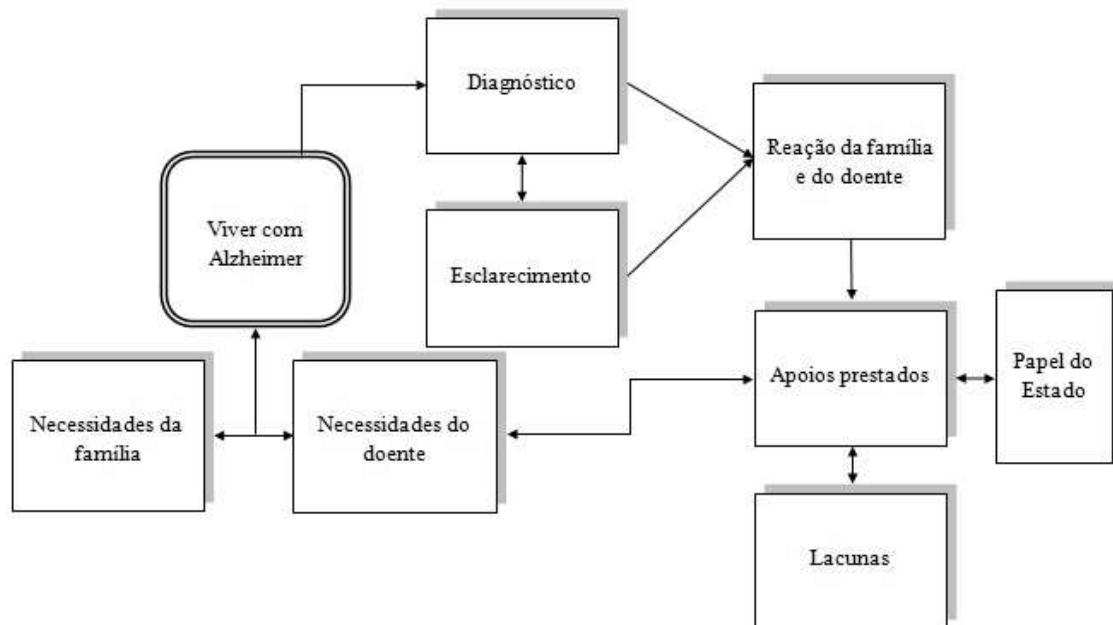 Diagnóstico
Reação da família
e do doente
Viver com
Alzheimer
Esclarecimento
Apoios prestados
Papel do
Estado
Necessidades da
família
Necessidades do
doente
Lacunas